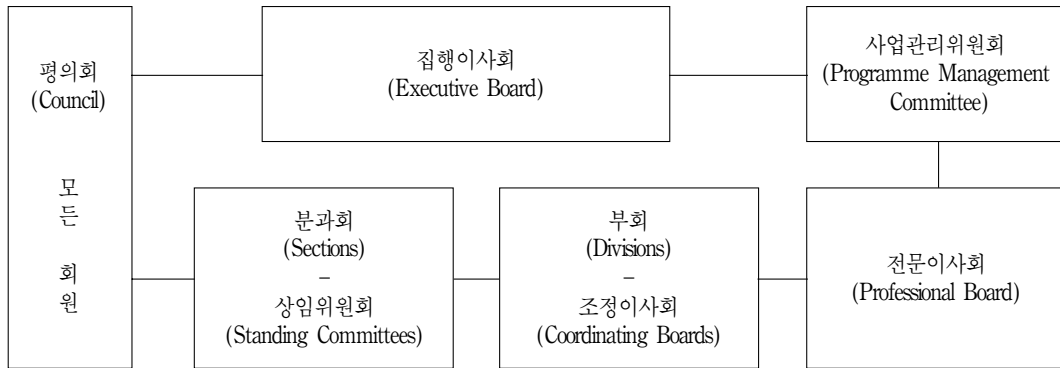 평의회
(Council)
모
든
회
원
집행이사회
(Executive Board)
사업관리위원회
(Programme Management
Committee)
분과회
(Sections)
–
상임위원회
(Standing Committees)
부회
(Divisions)
–
조정이사회
(Coordinating Boards)
전문이사회
(Professional Board)